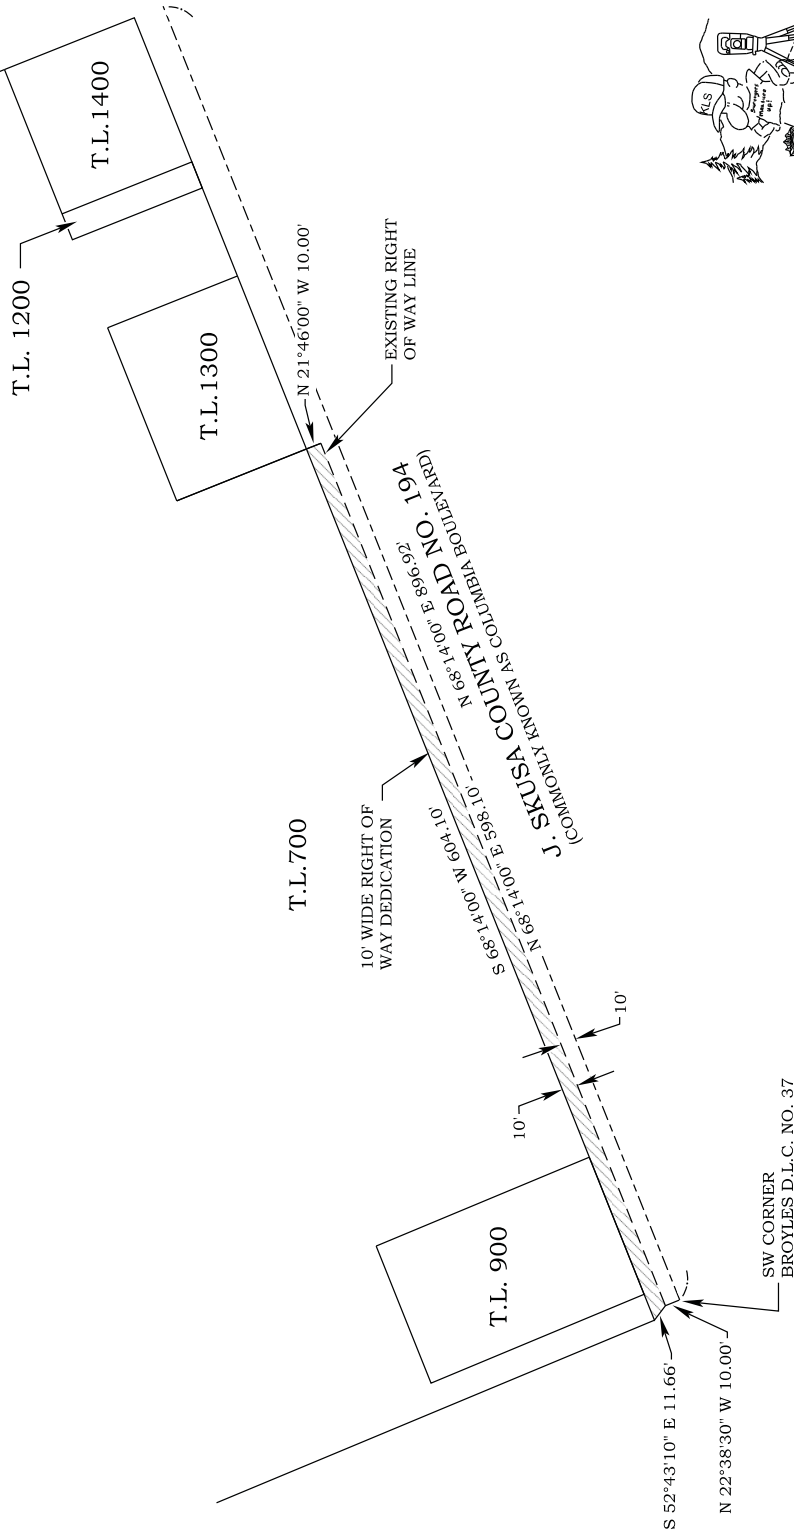 T.L.1400
T.L. 1200
KLS
Surveyors
measure
up!
T.L.1300
N 21°46'00" W 10.00'
EXISTING RIGHT
OF WAY LINE
N 68°14'00" E 896.92'
J. SKUSA COUNTY ROAD NO. 194
(COMMONLY KNOWN AS COLUMBIA BOULEVARD)
T.L.700
10' WIDE RIGHT OF
WAY DEDICATION
S 68°14'00" W 604.10'
N 68°14'00" E 598.10'
10'
10'
T.L. 900
SW CORNER
BROYLES D.L.C. NO. 37
S 52°43'10" E 11.66'
N 22°38'30" W 10.00'